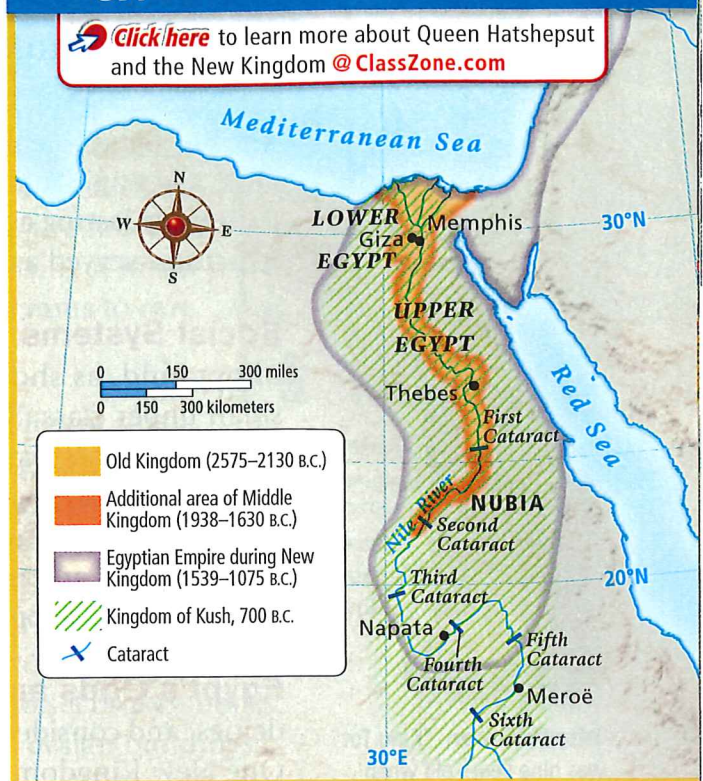 Click here to learn more about Queen Hatshepsut
and the New Kingdom @ ClassZone.com
Mediterranean Sea
N
W
E
S
LOWER
EGYPT
Memphis
Giza
30°N
UPPER
EGYPT
Thebes
Red Sea
First
Cataract
0 150 300 miles
0 150 300 kilometers
Old Kingdom (2575–2130 B.C.)
Additional area of Middle
Kingdom (1938–1630 B.C.)
Egyptian Empire during New
Kingdom (1539–1075 B.C.)
Kingdom of Kush, 700 B.C.
Cataract
Nile River
NUBIA
Second
Cataract
20°N
Third
Cataract
Napata
Fourth
Cataract
Fifth
Cataract
Meroë
Sixth
Cataract
30°E